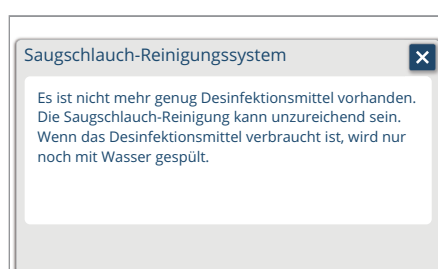 Saugschlauch-Reinigungssystem
Es ist nicht mehr genug Desinfektionsmittel vorhanden.
Die Saugschlauch-Reinigung kann unzureichend sein.
Wenn das Desinfektionsmittel verbraucht ist, wird nur
noch mit Wasser gespült.